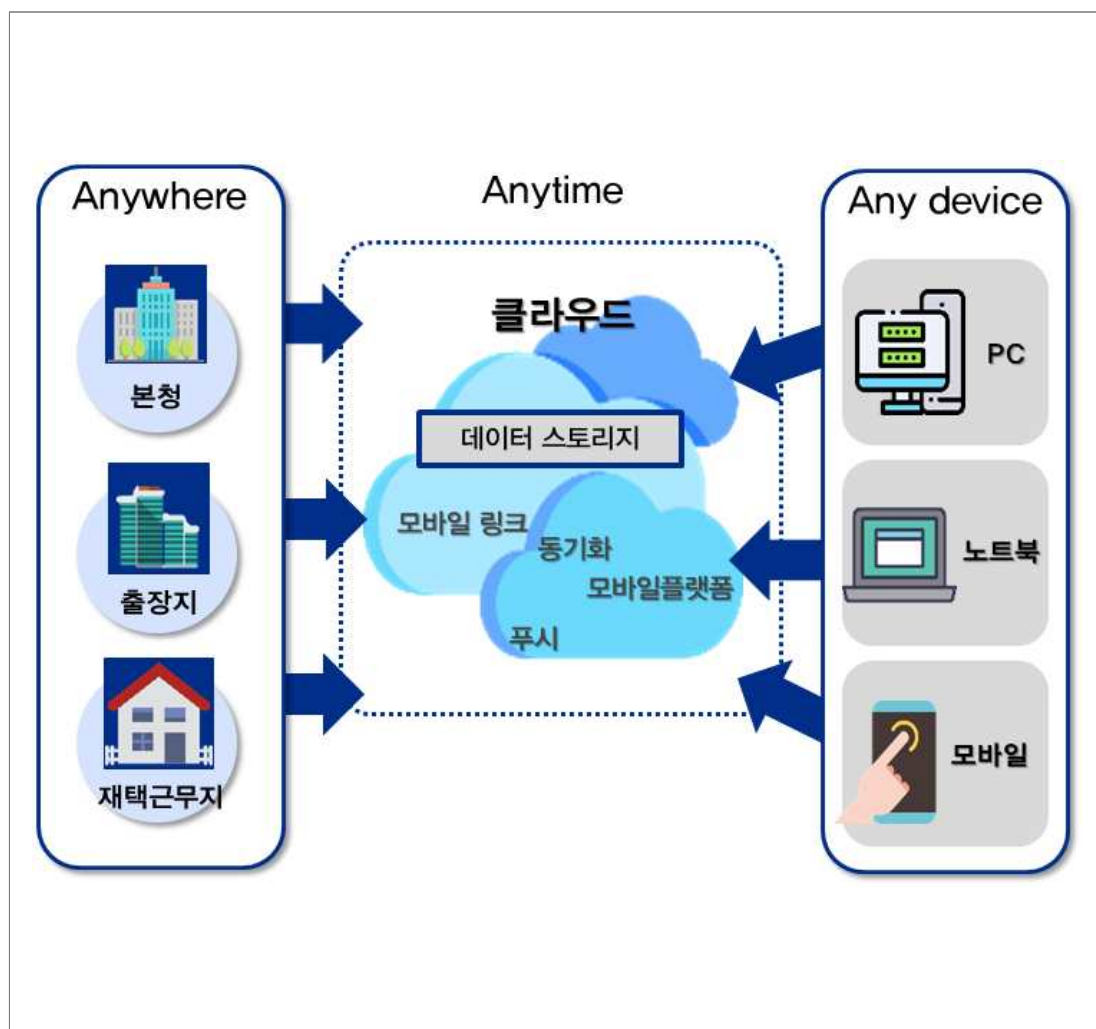 Anywhere
본청
출장지
재택근무지
Anytime
클라우드
데이터 스토리지
모바일 링크
동기화
모바일플랫폼
푸시
Any device
PC
노트북
모바일